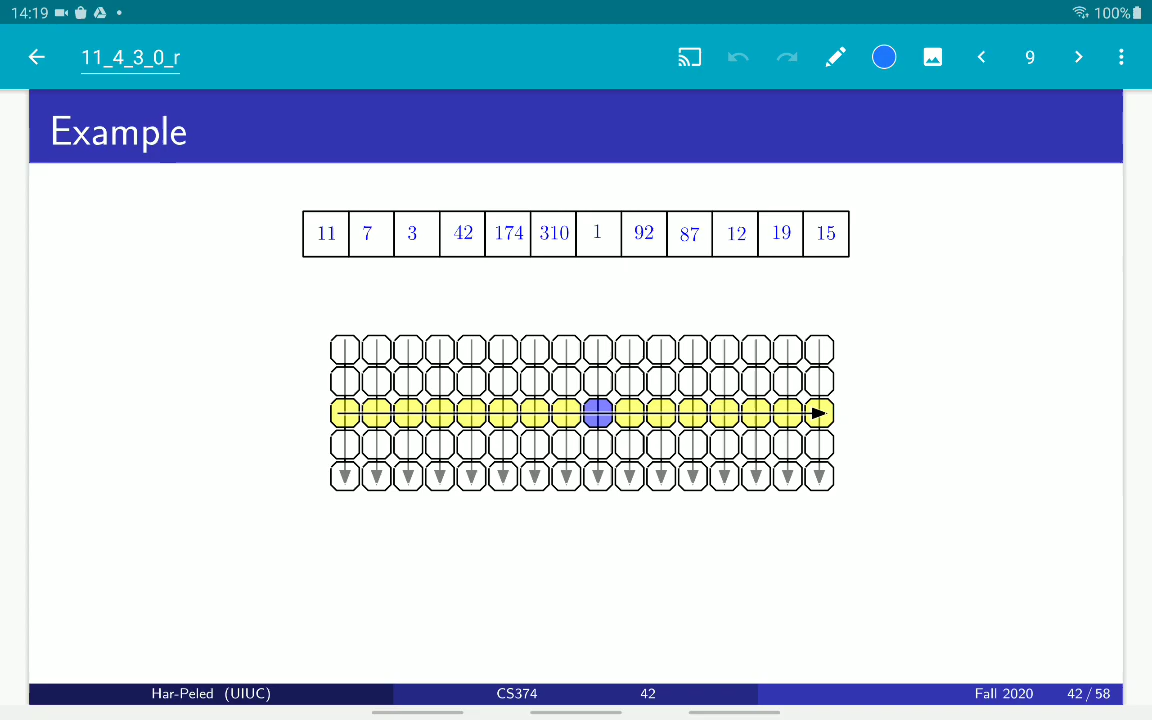 14:19 100%
11_4_3_0_r 9
Example
11 7 3 42 174 310 1 92 87 12 19 15
Har-Peled (UIUC) CS374 42 Fall 2020 42 / 58